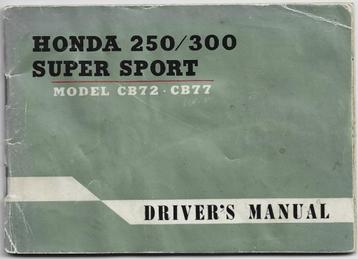 HONDA 250/300
SUPER SPORT
MODEL CB72 · CB77
DRIVER'S MANUAL